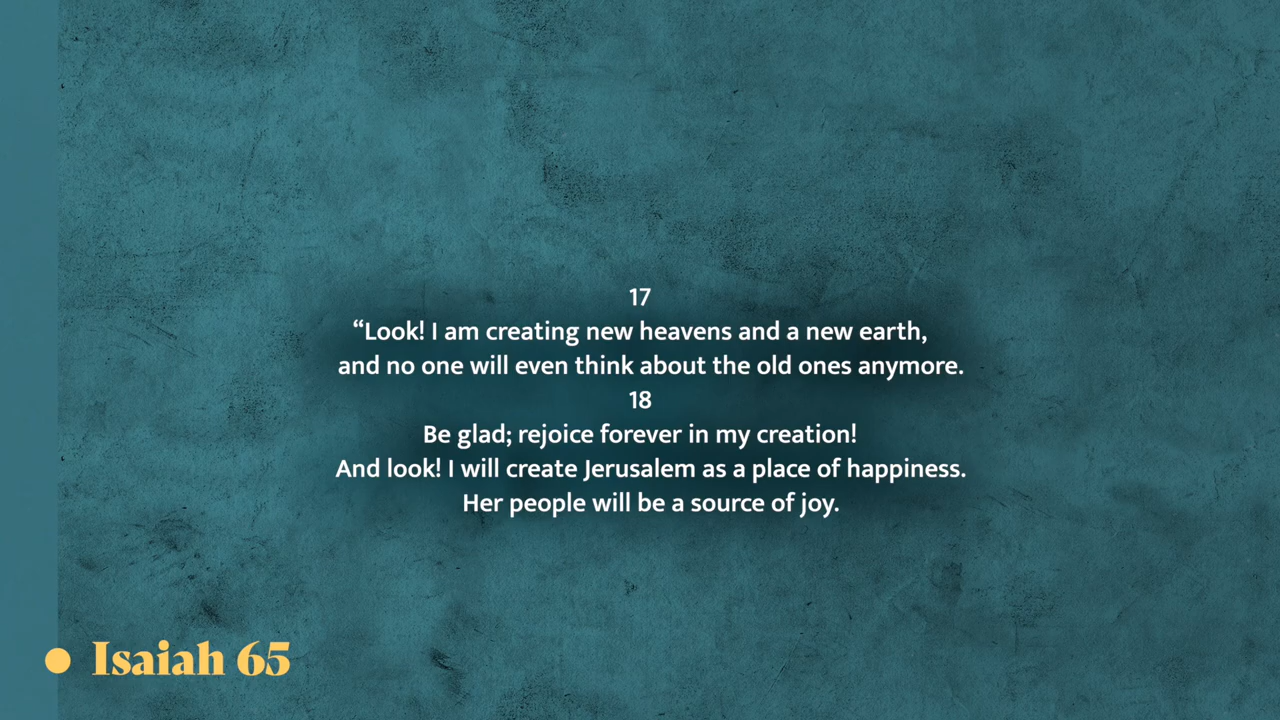 17
“Look! I am creating new heavens and a new earth,
and no one will even think about the old ones anymore.
18
Be glad; rejoice forever in my creation!
And look! I will create Jerusalem as a place of happiness.
Her people will be a source of joy.
Isaiah 65